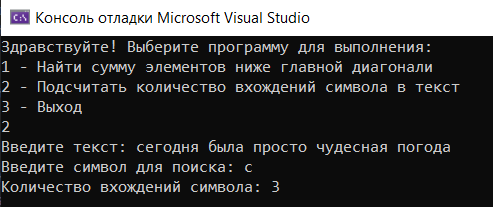 C:\ Консоль отладки Microsoft Visual Studio
Здравствуйте! Выберите программу для выполнения:
1 - Найти сумму элементов ниже главной диагонали
2 - Подсчитать количество вхождений символа в текст
3 - Выход
2
Введите текст: сегодня была просто чудесная погода
Введите символ для поиска: с
Количество вхождений символа: 3